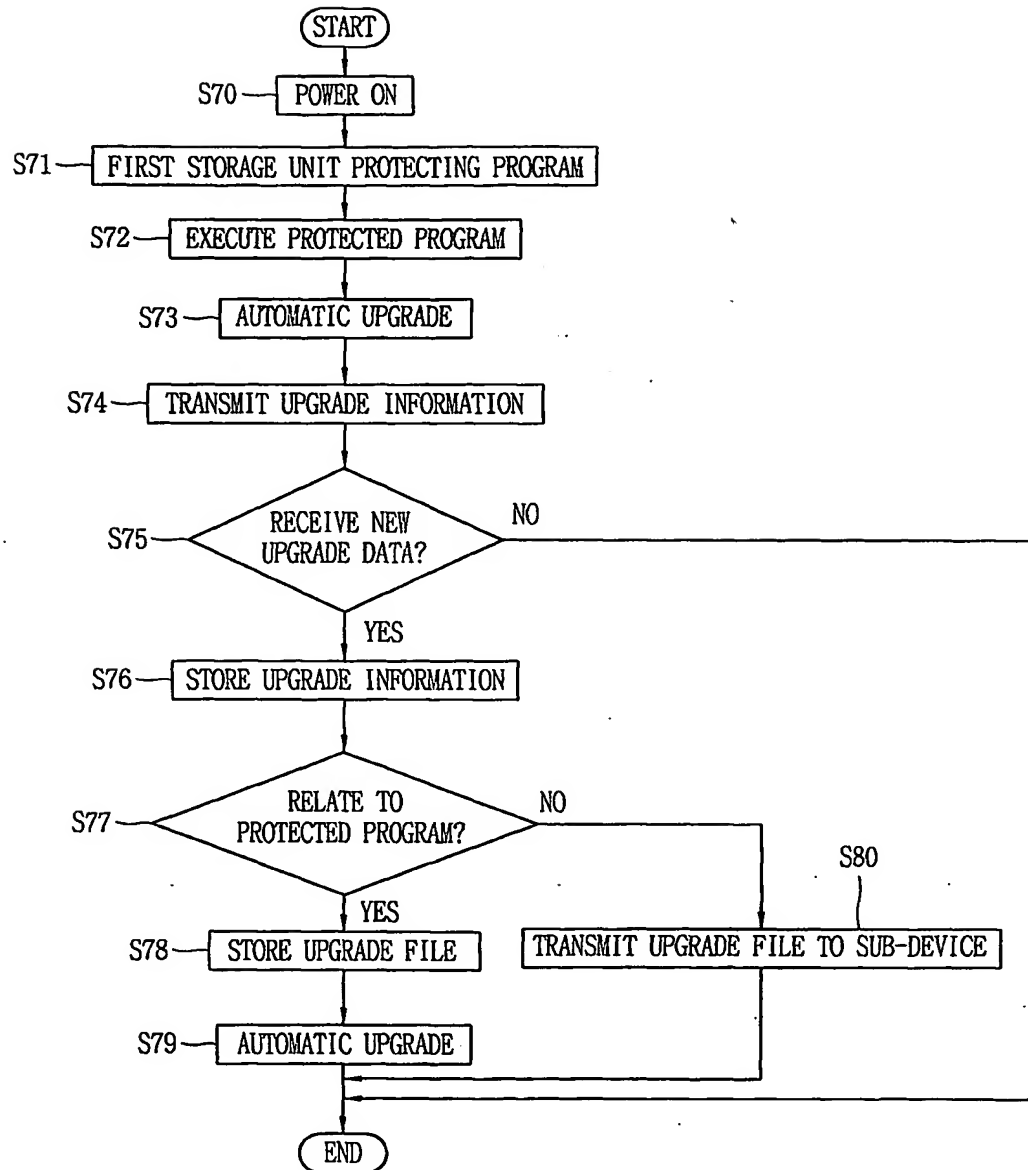 START
S70 POWER ON
S71 FIRST STORAGE UNIT PROTECTING PROGRAM
S72 EXECUTE PROTECTED PROGRAM
S73 AUTOMATIC UPGRADE
S74 TRANSMIT UPGRADE INFORMATION
S75
RECEIVE NEW
UPGRADE DATA?
NO
YES
S76 STORE UPGRADE INFORMATION
S77
RELATE TO
PROTECTED PROGRAM?
NO
YES
S80
S78 STORE UPGRADE FILE
TRANSMIT UPGRADE FILE TO SUB-DEVICE
S79 AUTOMATIC UPGRADE
END